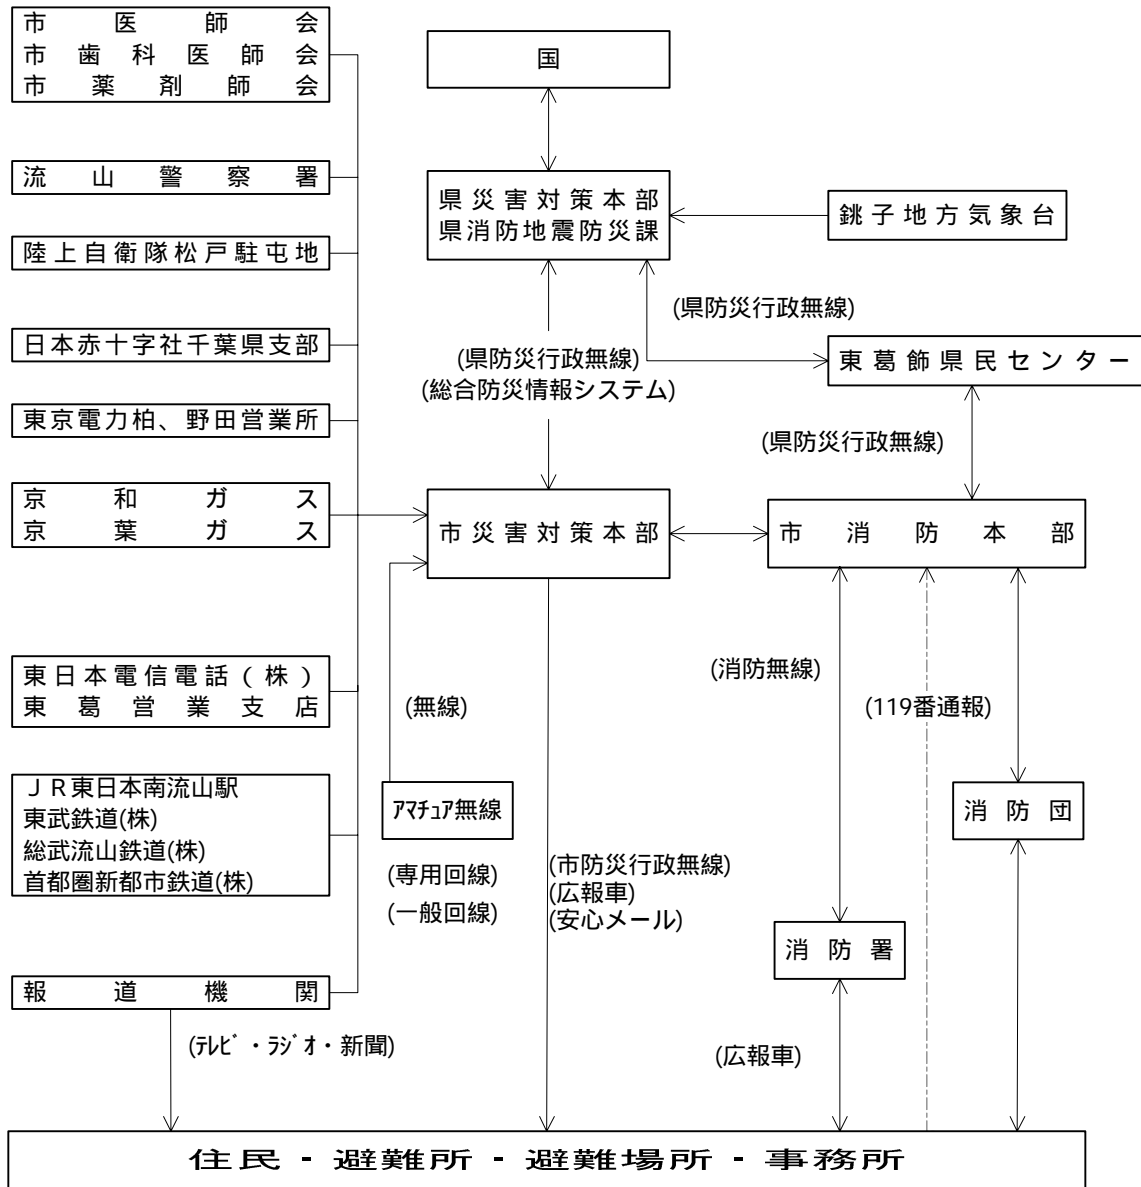 市医師会
市歯科医師会
市薬剤師会
国
流山警察署
県災害対策本部
県消防地震防災課
銚子地方気象台
陸上自衛隊松戸駐屯地
(県防災行政無線)
日本赤十字社千葉県支部
(県防災行政無線)
(総合防災情報システム)
東葛飾県民センター
東京電力柏、野田営業所
(県防災行政無線)
京和ガス
京葉ガス
市災害対策本部
市消防本部
東日本電信電話(株)
東葛営業支店
(無線)
(消防無線)
(119番通報)
JR東日本南流山駅
東武鉄道(株)
総武流山鉄道(株)
首都圏新都市鉄道(株)
アマチュア無線
消防団
(専用回線)
(一般回線)
(市防災行政無線)
(広報車)
(安心メール)
消防署
報道機関
(テレビ・ラジオ・新聞)
(広報車)
住民・避難所・避難場所・事務所